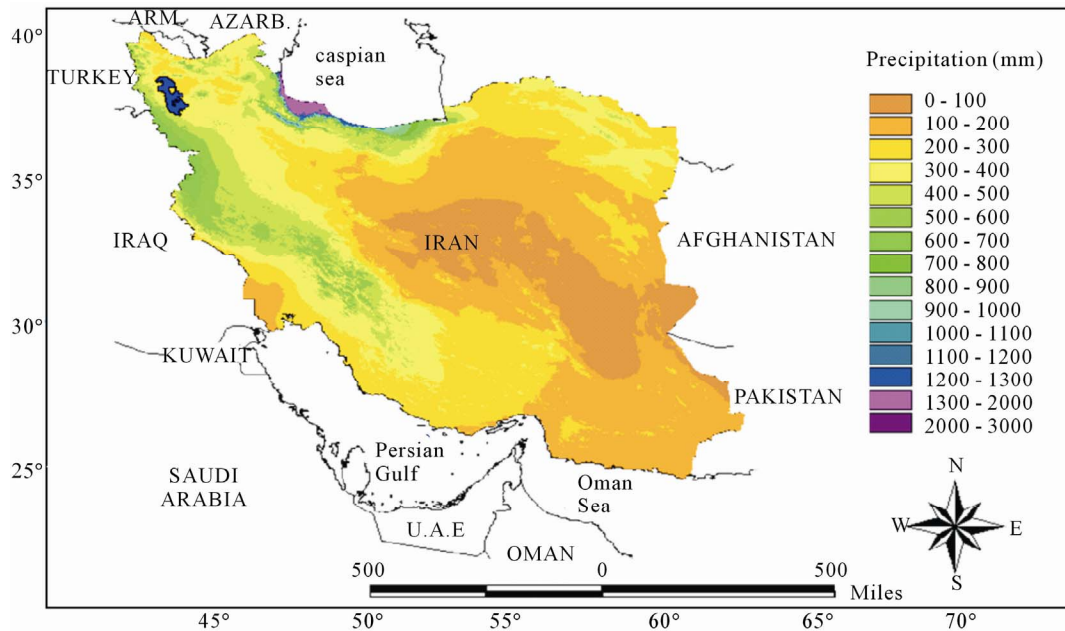 ARM.
AZARB.
40°
caspian
sea
TURKEY
Precipitation (mm)
0 - 100
100 - 200
200 - 300
300 - 400
400 - 500
500 - 600
600 - 700
700 - 800
800 - 900
900 - 1000
1000 - 1100
1100 - 1200
1200 - 1300
1300 - 2000
2000 - 3000
35°
IRAQ
IRAN
AFGHANISTAN
30°
KUWAIT
PAKISTAN
25°
SAUDI
ARABIA
Persian
Gulf
Oman
Sea
U.A.E
OMAN
N
W
E
S
500
0
500
Miles
45°
50°
55°
60°
65°
70°